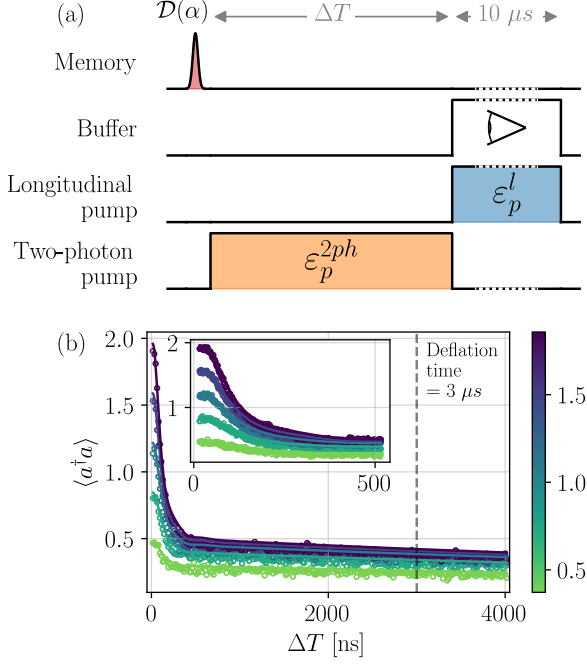 (a) 𝒟(α) ΔT 10 μs
Memory
Buffer
Longitudinal
pump
ε_p^l
Two-photon
pump
ε_p^{2ph}
(b)
2.0
1.5
1.0
0.5
⟨a†a⟩
2
1
0
500
Deflation
time
= 3 μs
0
2000
4000
ΔT [ns]
1.5
1.0
0.5